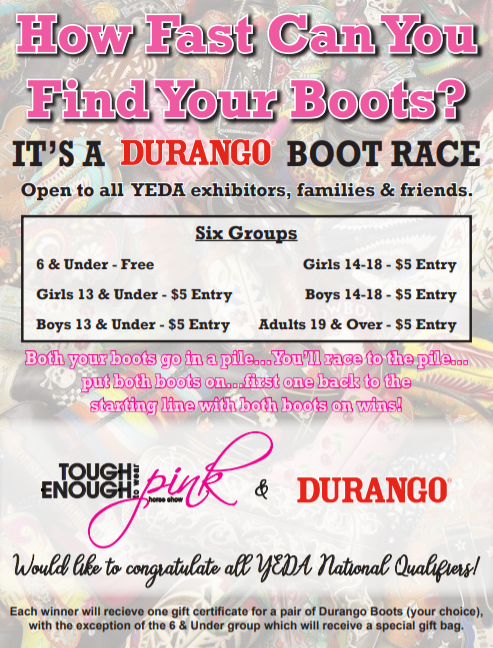 How Fast Can You
Find Your Boots?
IT'S A DURANGO® BOOT RACE
Open to all YEDA exhibitors, families & friends.
Six Groups
6 & Under - Free
Girls 14-18 - $5 Entry
Girls 13 & Under - $5 Entry
Boys 14-18 - $5 Entry
Boys 13 & Under - $5 Entry
Adults 19 & Over - $5 Entry
Both your boots go in a pile...You'll race to the pile...
put both boots on...first one back to the
starting line with both boots on wins!
TOUGH ENOUGH to wear pink horse show & DURANGO®
Would like to congratulate all YEDA National Qualifiers!
Each winner will recieve one gift certificate for a pair of Durango Boots (your choice),
with the exception of the 6 & Under group which will receive a special gift bag.